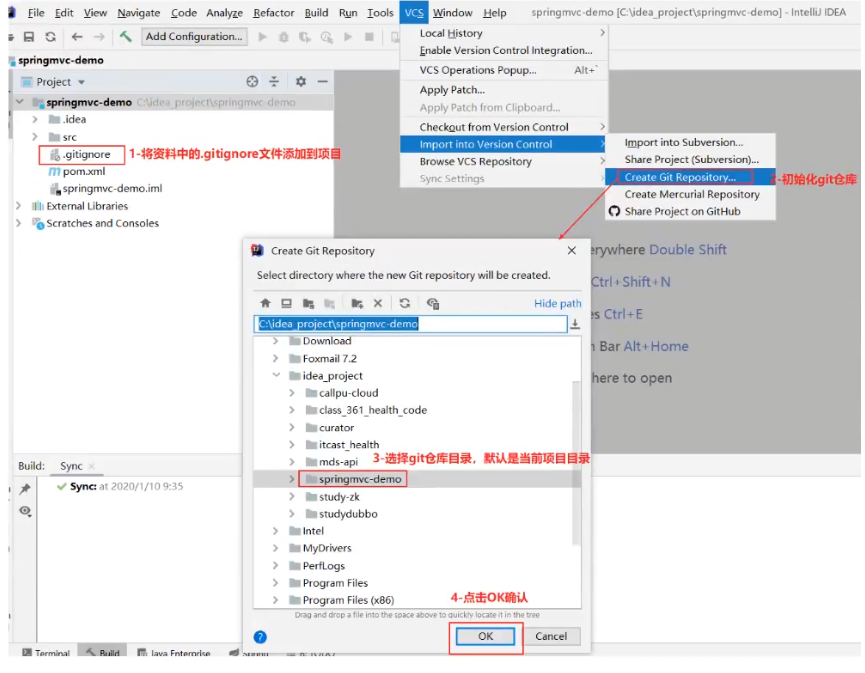 File Edit View Navigate Code Analyze Refactor Build Run Tools VCS Window Help springmvc-demo [C:\idea_project\springmvc-demo] - IntelliJ IDEA
Add Configuration...
springmvc-demo
Project
springmvc-demo C:\idea_project\springmvc-demo
.idea
src
.gitignore
1-将资料中的.gitignore文件添加到项目
pom.xml
springmvc-demo.iml
External Libraries
Scratches and Consoles
Local History
Enable Version Control Integration...
VCS Operations Popup... Alt+`
Apply Patch...
Apply Patch from Clipboard...
Checkout from Version Control
Import into Version Control
Browse VCS Repository
Sync Settings
Import into Subversion...
Share Project (Subversion)...
Create Git Repository...
2-初始化git仓库
Create Mercurial Repository
Share Project on GitHub
erywhere Double Shift
Ctrl+Shift+N
es Ctrl+E
n Bar Alt+Home
here to open
Create Git Repository
Select directory where the new Git repository will be created.
Hide path
C:\idea_project\springmvc-demo
Download
Foxmail 7.2
idea_project
callpu-cloud
class_361_health_code
curator
itcast_health
mds-api
3-选择git仓库目录，默认是当前项目目录
springmvc-demo
study-zk
studydubbo
Intel
MyDrivers
PerfLogs
Program Files
Program Files (x86)
4-点击OK确认
Drag and drop a file into the space above to quickly locate it in the tree
? OK Cancel
Build: Sync ×
Sync: at 2020/1/10 9:35
Terminal Build Java Enterprise Spring